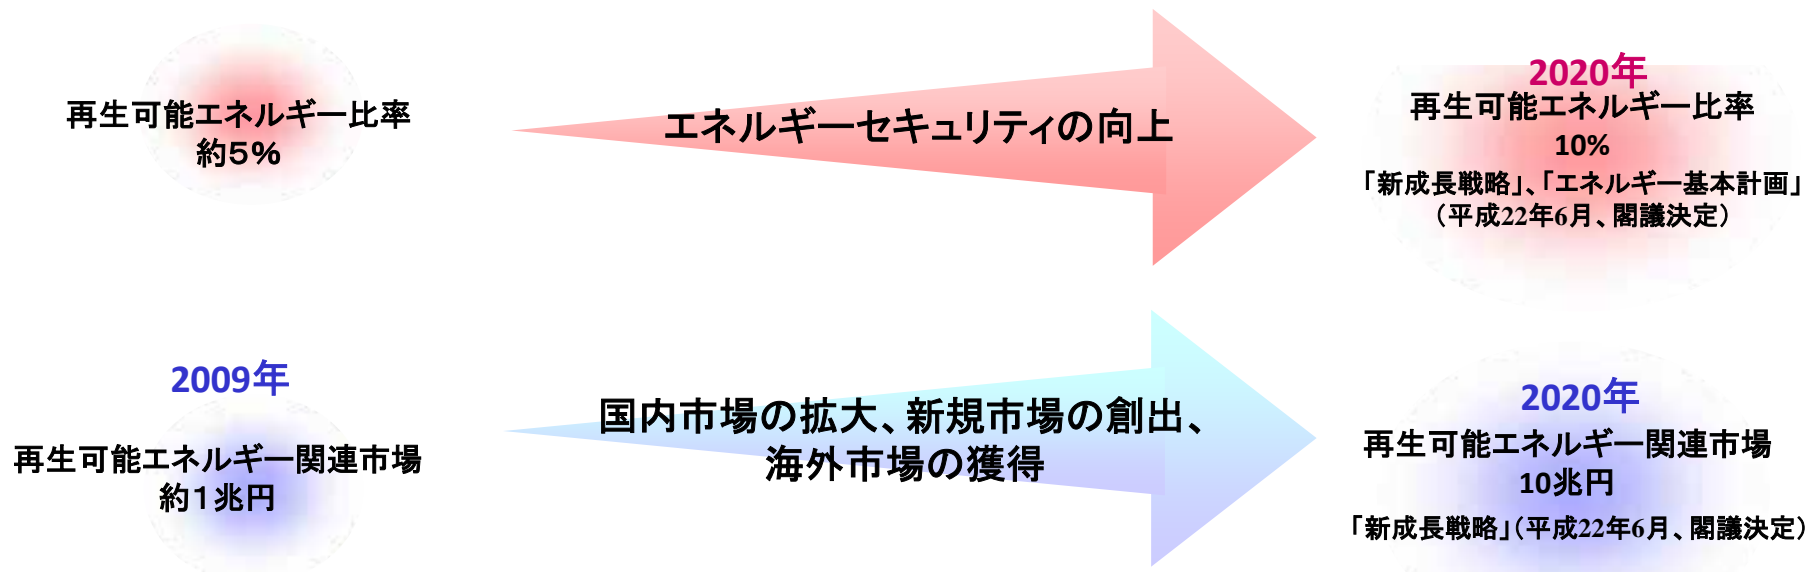 再生可能エネルギー比率
約５％
エネルギーセキュリティの向上
2020年
再生可能エネルギー比率
10%
「新成長戦略」、「エネルギー基本計画」
（平成22年6月、閣議決定）
2009年
再生可能エネルギー関連市場
約１兆円
国内市場の拡大、新規市場の創出、
海外市場の獲得
2020年
再生可能エネルギー関連市場
10兆円
「新成長戦略」（平成22年6月、閣議決定）